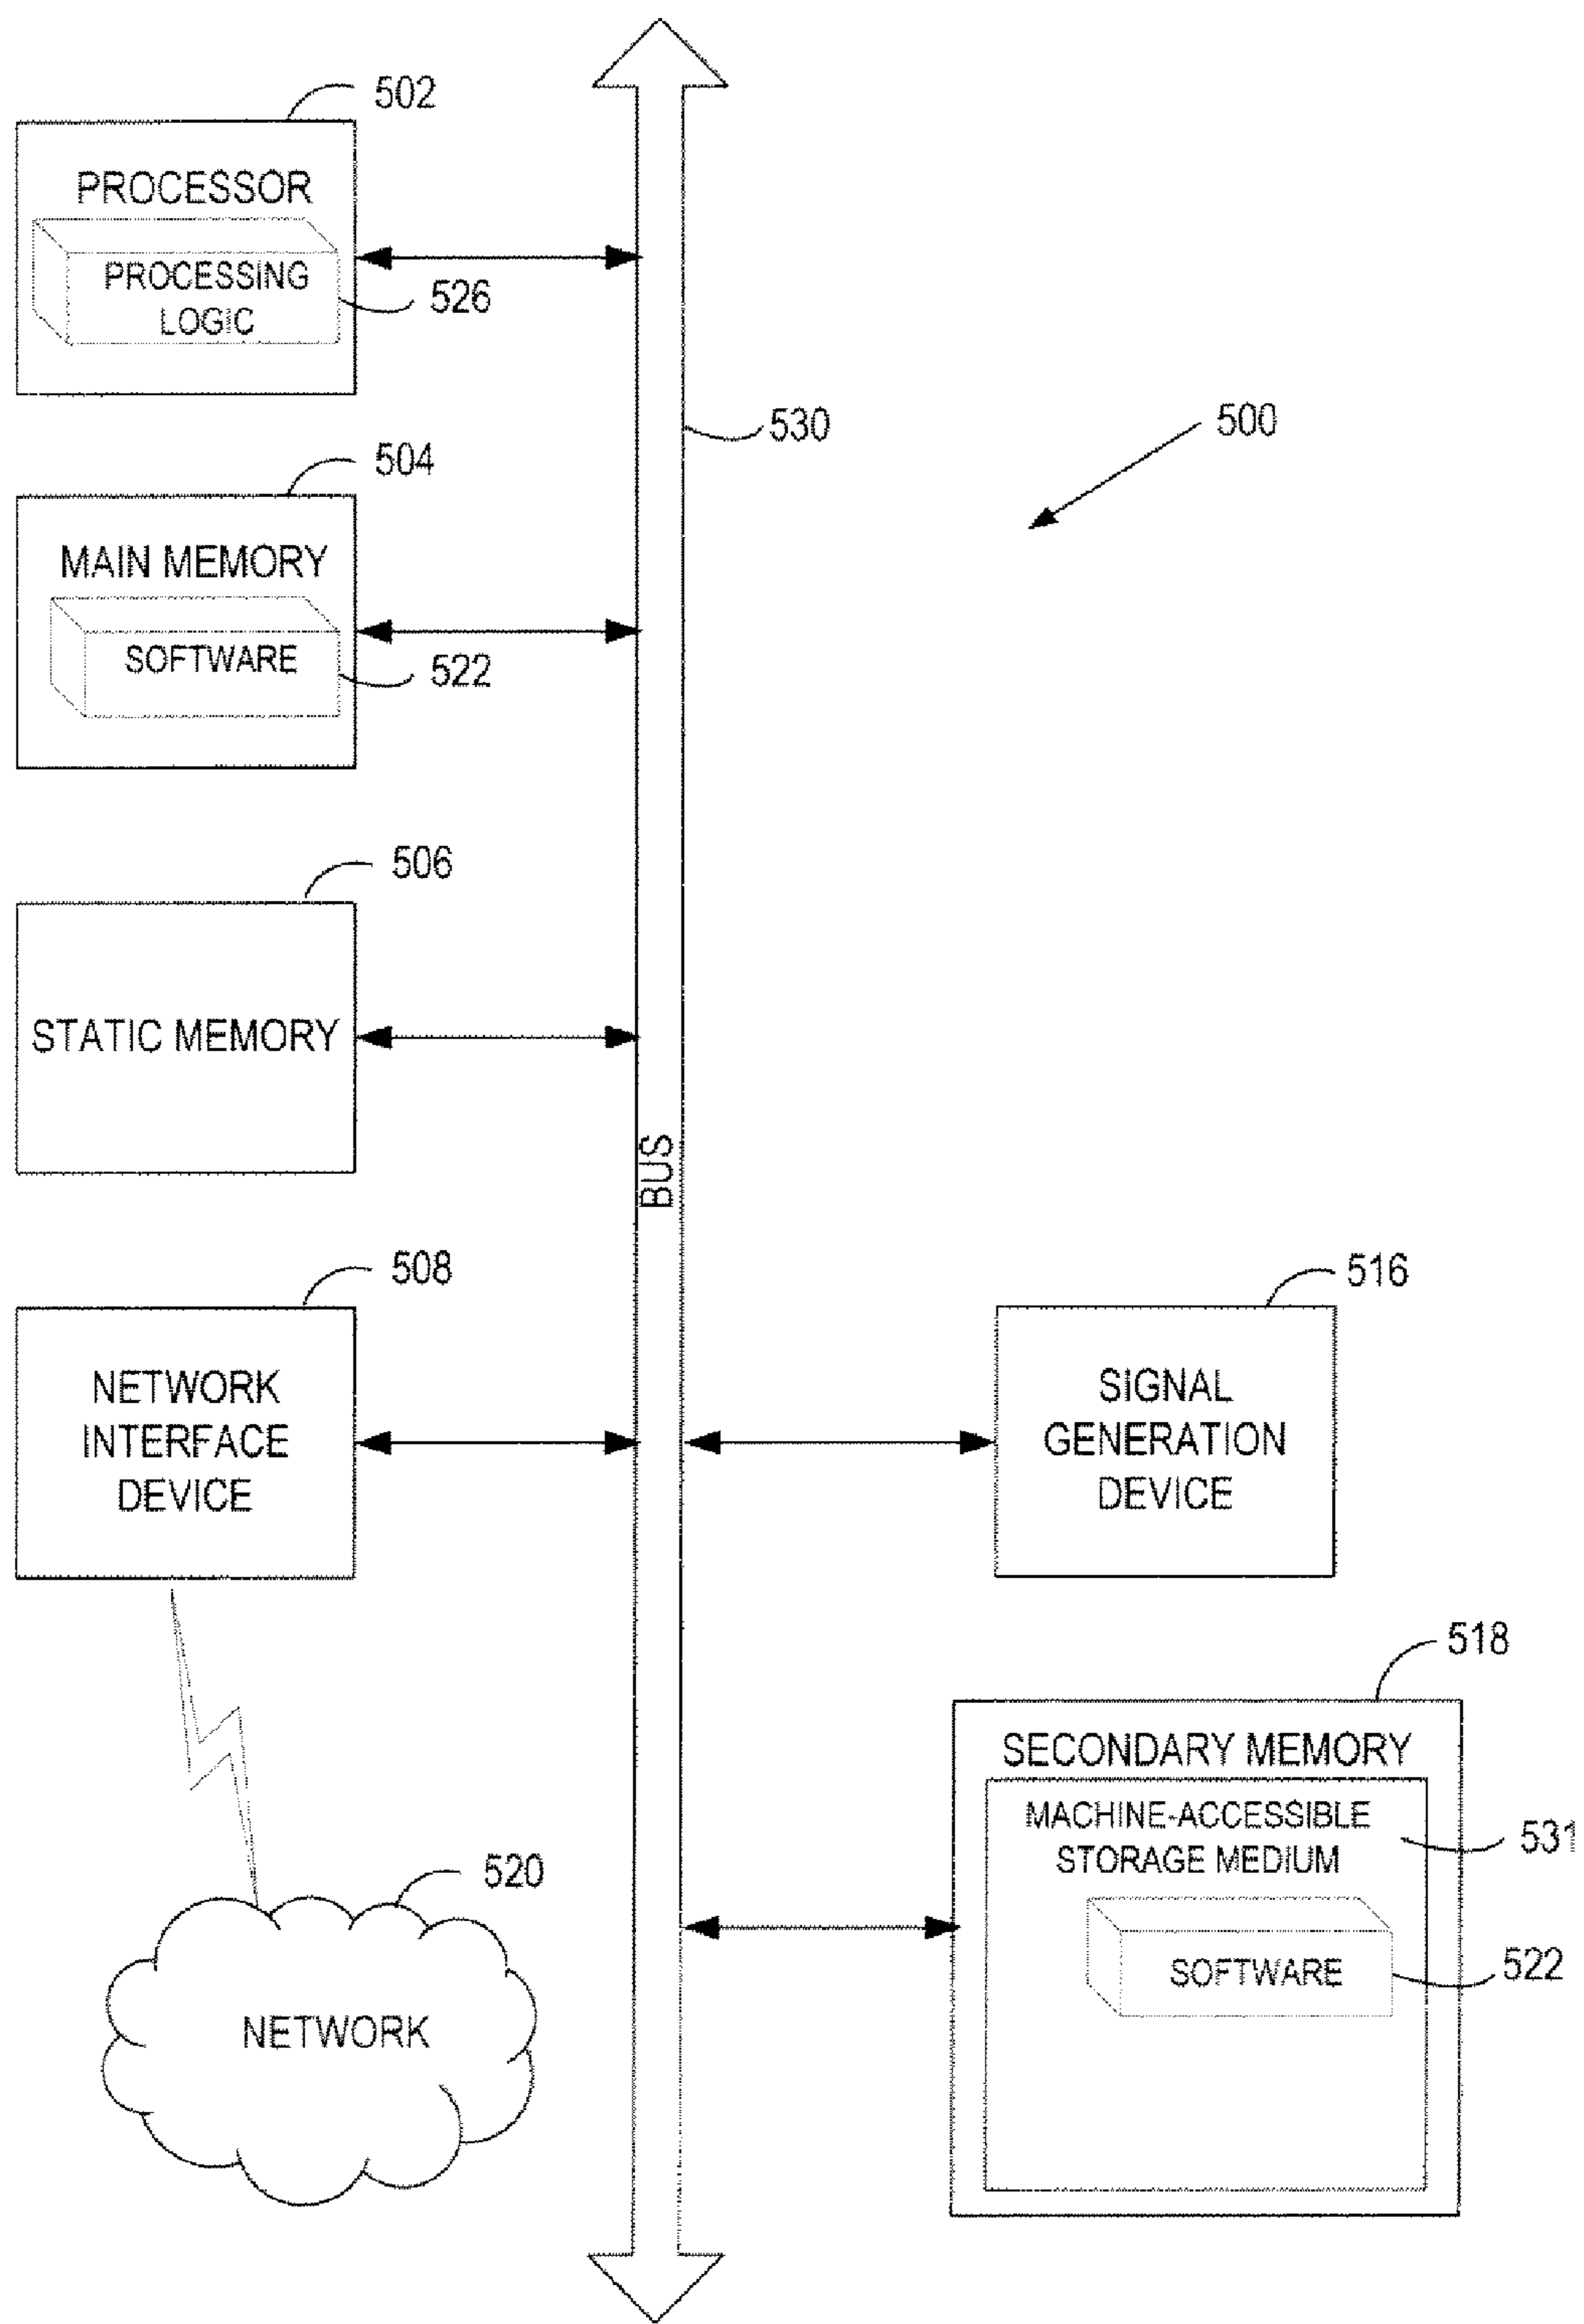 502
PROCESSOR
PROCESSING
LOGIC
526
530
500
504
MAIN MEMORY
SOFTWARE
522
506
STATIC MEMORY
BUS
508
NETWORK
INTERFACE
DEVICE
516
SIGNAL
GENERATION
DEVICE
518
SECONDARY MEMORY
MACHINE-ACCESSIBLE
STORAGE MEDIUM
531
SOFTWARE
522
520
NETWORK